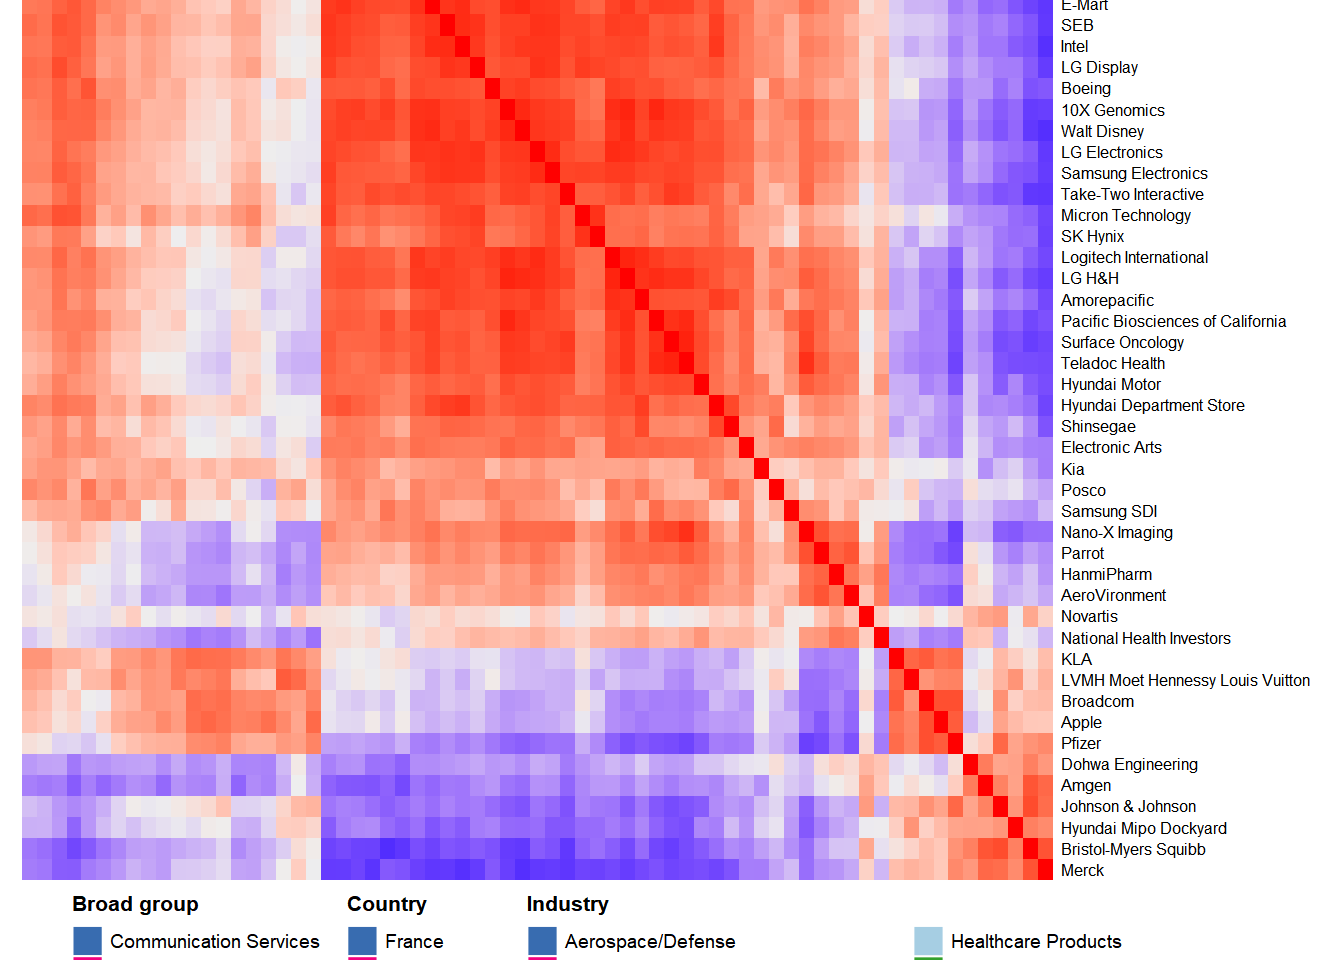 E-Mart
SEB
Intel
LG Display
Boeing
10X Genomics
Walt Disney
LG Electronics
Samsung Electronics
Take-Two Interactive
Micron Technology
SK Hynix
Logitech International
LG H&H
Amorepacific
Pacific Biosciences of California
Surface Oncology
Teladoc Health
Hyundai Motor
Hyundai Department Store
Shinsegae
Electronic Arts
Kia
Posco
Samsung SDI
Nano-X Imaging
Parrot
HanmiPharm
AeroVironment
Novartis
National Health Investors
KLA
LVMH Moet Hennessy Louis Vuitton
Broadcom
Apple
Pfizer
Dohwa Engineering
Amgen
Johnson & Johnson
Hyundai Mipo Dockyard
Bristol-Myers Squibb
Merck
Broad group Country Industry
Communication Services France Aerospace/Defense Healthcare Products